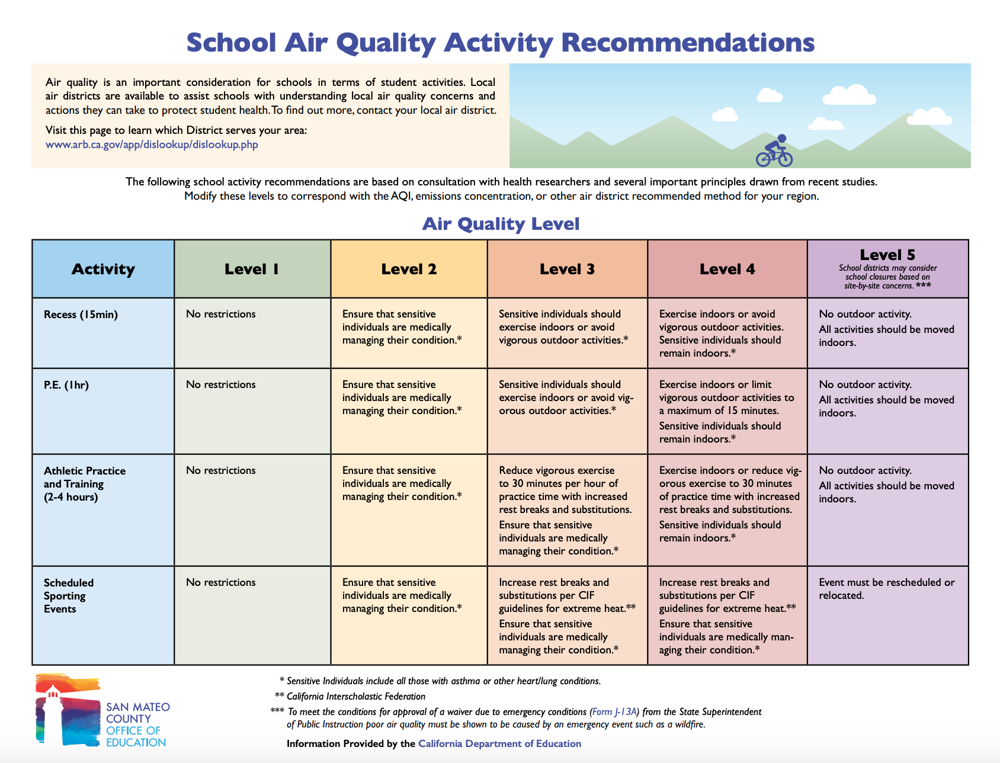 School Air Quality Activity Recommendations
Air quality is an important consideration for schools in terms of student activities. Local
air districts are available to assist schools with understanding local air quality concerns and
actions they can take to protect student health. To find out more, contact your local air district.
Visit this page to learn which District serves your area:
www.arb.ca.gov/app/dislookup/dislookup.php
The following school activity recommendations are based on consultation with health researchers and several important principles drawn from recent studies.
Modify these levels to correspond with the AQI, emissions concentration, or other air district recommended method for your region.
Air Quality Level
Activity
Level 1
Level 2
Level 3
Level 4
Level 5
School districts may consider
school closures based on
site-by-site concerns. ***
Recess (15min)
No restrictions
Ensure that sensitive
individuals are medically
managing their condition.*
Sensitive individuals should
exercise indoors or avoid
vigorous outdoor activities.*
Exercise indoors or avoid
vigorous outdoor activities.
Sensitive individuals should
remain indoors.*
No outdoor activity.
All activities should be moved
indoors.
P.E. (1hr)
No restrictions
Ensure that sensitive
individuals are medically
managing their condition.*
Sensitive individuals should
exercise indoors or avoid vig-
orous outdoor activities.*
Exercise indoors or limit
vigorous outdoor activities to
a maximum of 15 minutes.
Sensitive individuals should
remain indoors.*
No outdoor activity.
All activities should be moved
indoors.
Athletic Practice
and Training
(2-4 hours)
No restrictions
Ensure that sensitive
individuals are medically
managing their condition.*
Reduce vigorous exercise
to 30 minutes per hour of
practice time with increased
rest breaks and substitutions.
Ensure that sensitive
individuals are medically
managing their condition.*
Exercise indoors or reduce vig-
orous exercise to 30 minutes
of practice time with increased
rest breaks and substitutions.
Sensitive individuals should
remain indoors.*
No outdoor activity.
All activities should be moved
indoors.
Scheduled
Sporting
Events
No restrictions
Ensure that sensitive
individuals are medically
managing their condition.*
Increase rest breaks and
substitutions per CIF
guidelines for extreme heat.**
Ensure that sensitive
individuals are medically
managing their condition.*
Increase rest breaks and
substitutions per CIF
guidelines for extreme heat.**
Ensure that sensitive
individuals are medically man-
aging their condition.*
Event must be rescheduled or
relocated.
* Sensitive Individuals include all those with asthma or other heart/lung conditions.
** California Interscholastic Federation
*** To meet the conditions for approval of a waiver due to emergency conditions (Form J-13A) from the State Superintendent
of Public Instruction poor air quality must be shown to be caused by an emergency event such as a wildfire.
Information Provided by the California Department of Education
SAN MATEO
COUNTY
OFFICE OF
EDUCATION